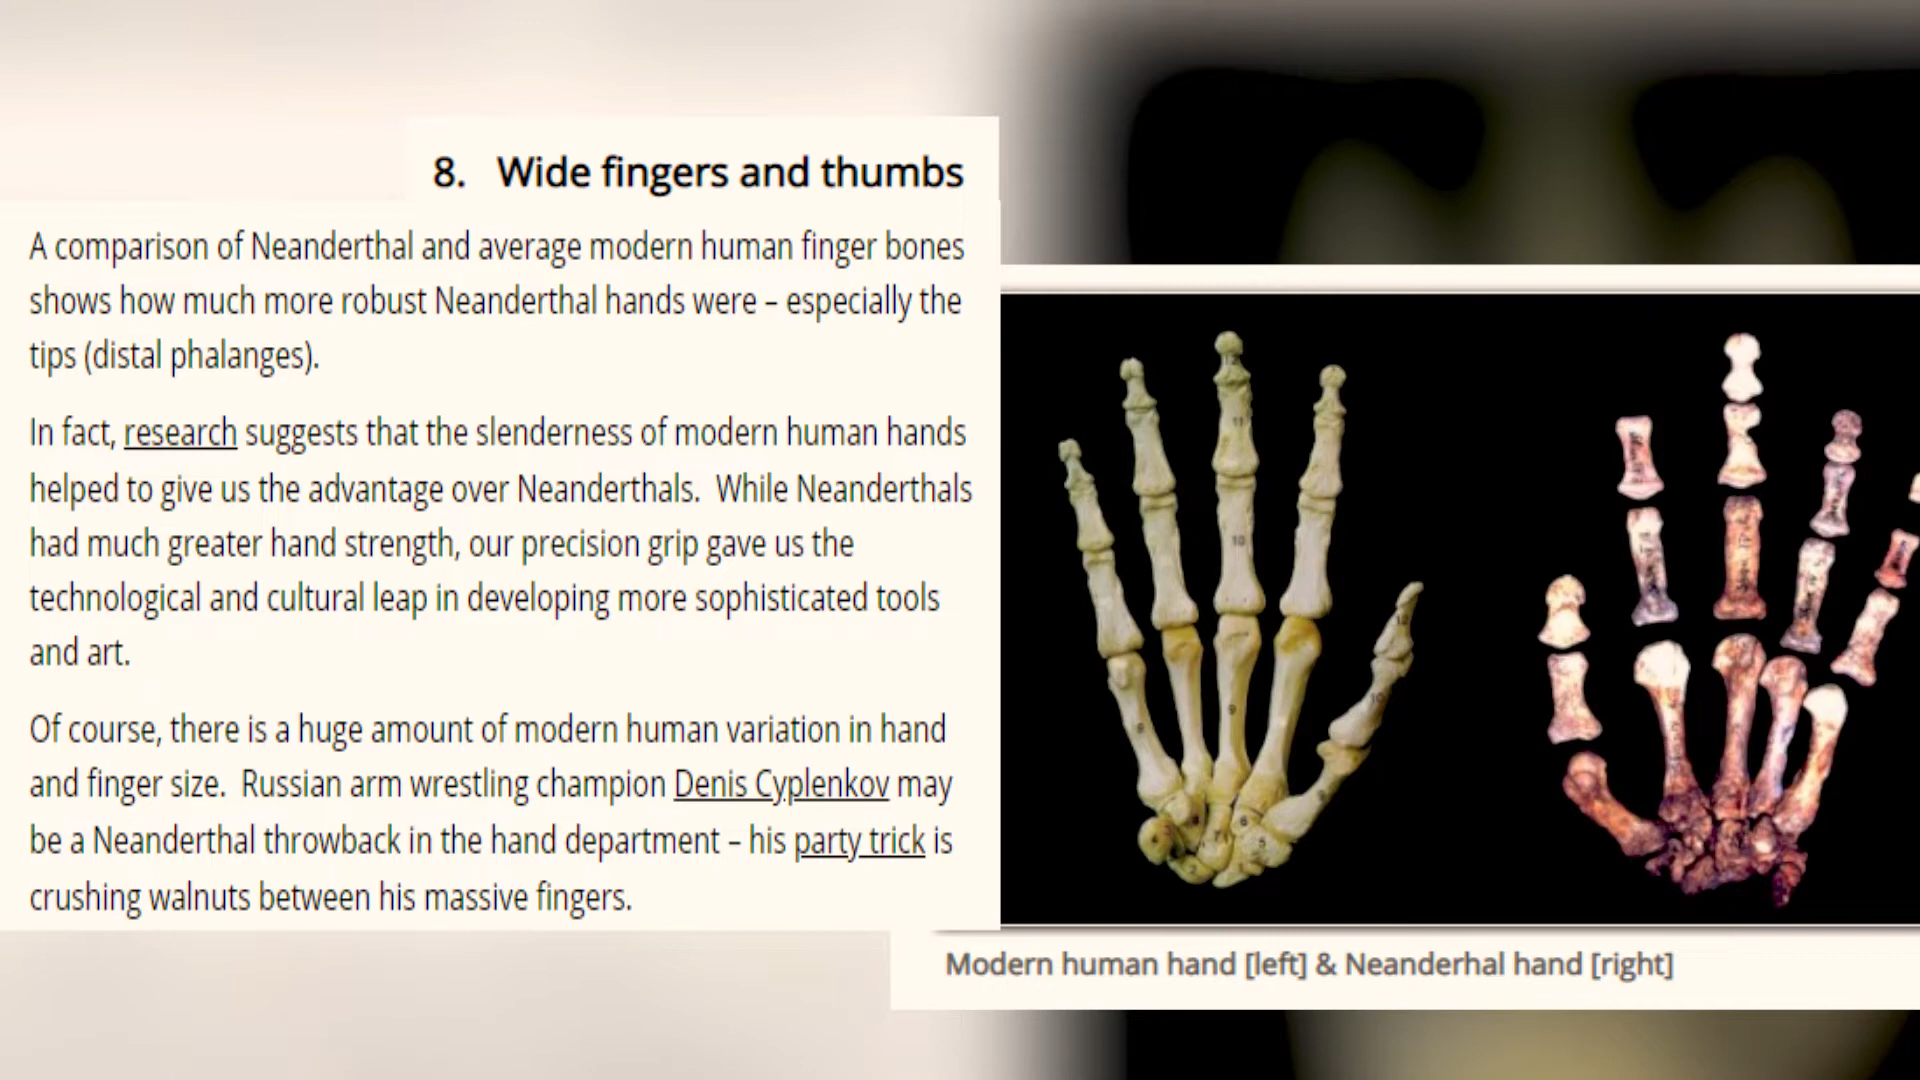 8. Wide fingers and thumbs
A comparison of Neanderthal and average modern human finger bones
shows how much more robust Neanderthal hands were – especially the
tips (distal phalanges).
In fact, research suggests that the slenderness of modern human hands
helped to give us the advantage over Neanderthals. While Neanderthals
had much greater hand strength, our precision grip gave us the
technological and cultural leap in developing more sophisticated tools
and art.
Of course, there is a huge amount of modern human variation in hand
and finger size. Russian arm wrestling champion Denis Cyplenkov may
be a Neanderthal throwback in the hand department – his party trick is
crushing walnuts between his massive fingers.
11
10
9
Modern human hand [left] & Neanderhal hand [right]